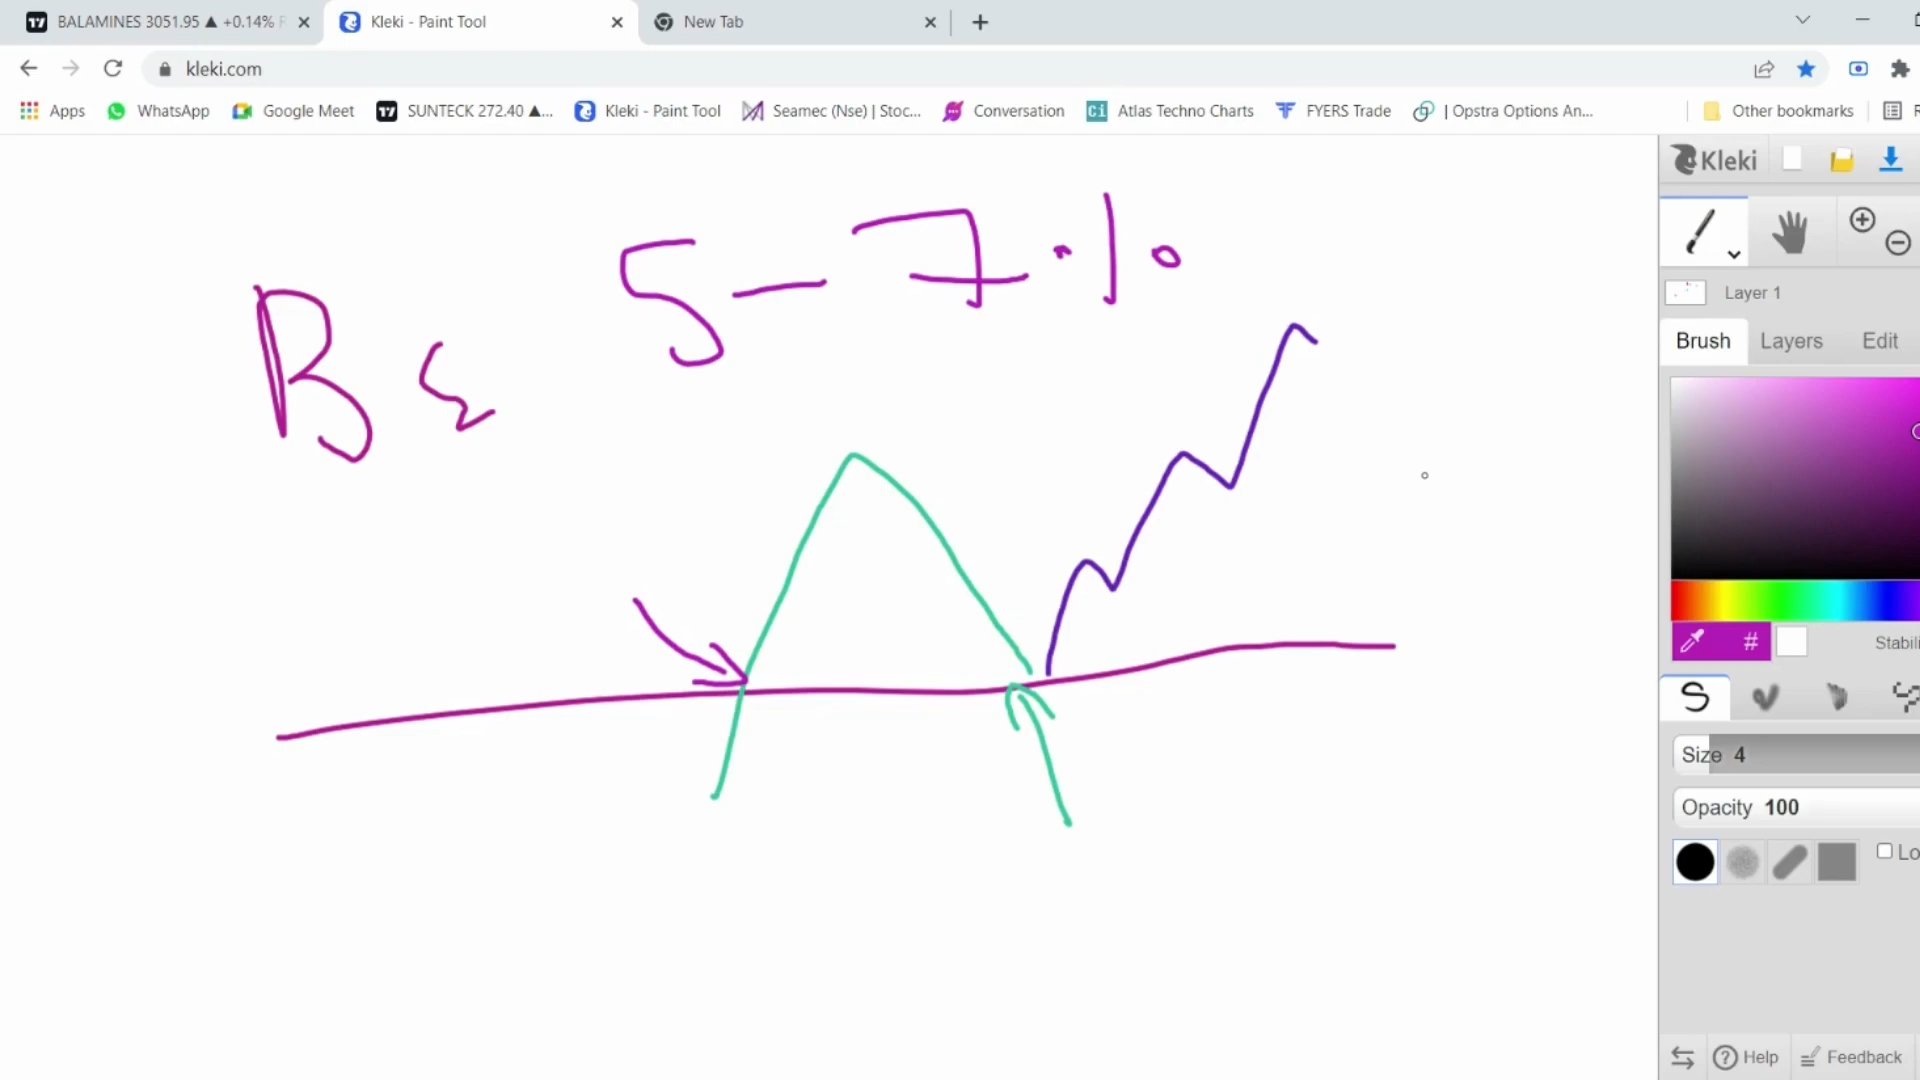 BALAMINES 3051.95 ▲ +0.14%
Kleki - Paint Tool
New Tab
kleki.com
Apps
WhatsApp
Google Meet
SUNTECK 272.40 ▲...
Kleki - Paint Tool
Seamec (Nse) | Stoc...
Conversation
Atlas Techno Charts
FYERS Trade
| Opstra Options An...
Other bookmarks
Kleki
5-7%
B
Layer 1
Brush Layers Edit
#
Stabili
S
Size 4
Opacity 100
Lo
Help
Feedback